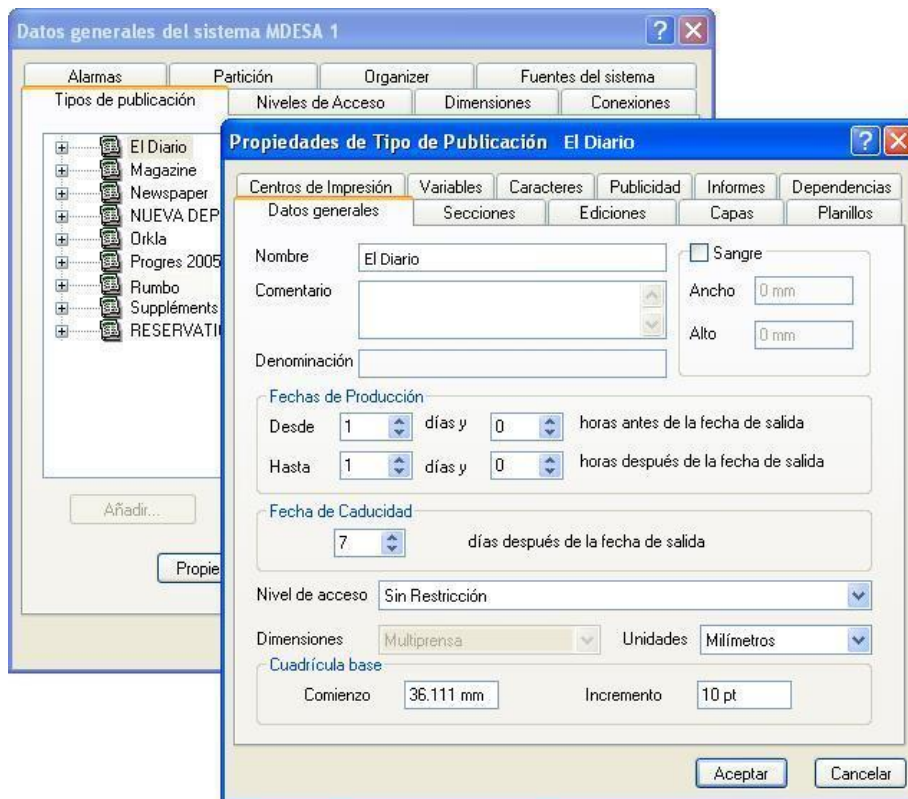 Datos generales del sistema MDESA 1
Alarmas Partición Organizer Fuentes del sistema
Tipos de publicación Niveles de Acceso Dimensiones Conexiones
El Diario
Magazine
Newspaper
NUEVA DEP
Orkla
Progres 2005
Rumbo
Suppléments
RESERVATI
Añadir...
Propie
Propiedades de Tipo de Publicación El Diario
Centros de Impresión Variables Caracteres Publicidad Informes Dependencias
Datos generales Secciones Ediciones Capas Planillos
Nombre El Diario
Sangre
Comentario
Ancho 0 mm
Alto 0 mm
Denominación
Fechas de Producción
Desde 1 días y 0 horas antes de la fecha de salida
Hasta 1 días y 0 horas después de la fecha de salida
Fecha de Caducidad
7 días después de la fecha de salida
Nivel de acceso Sin Restricción
Dimensiones Multiprensa Unidades Milímetros
Cuadrícula base
Comienzo 36.111 mm Incremento 10 pt
Aceptar Cancelar